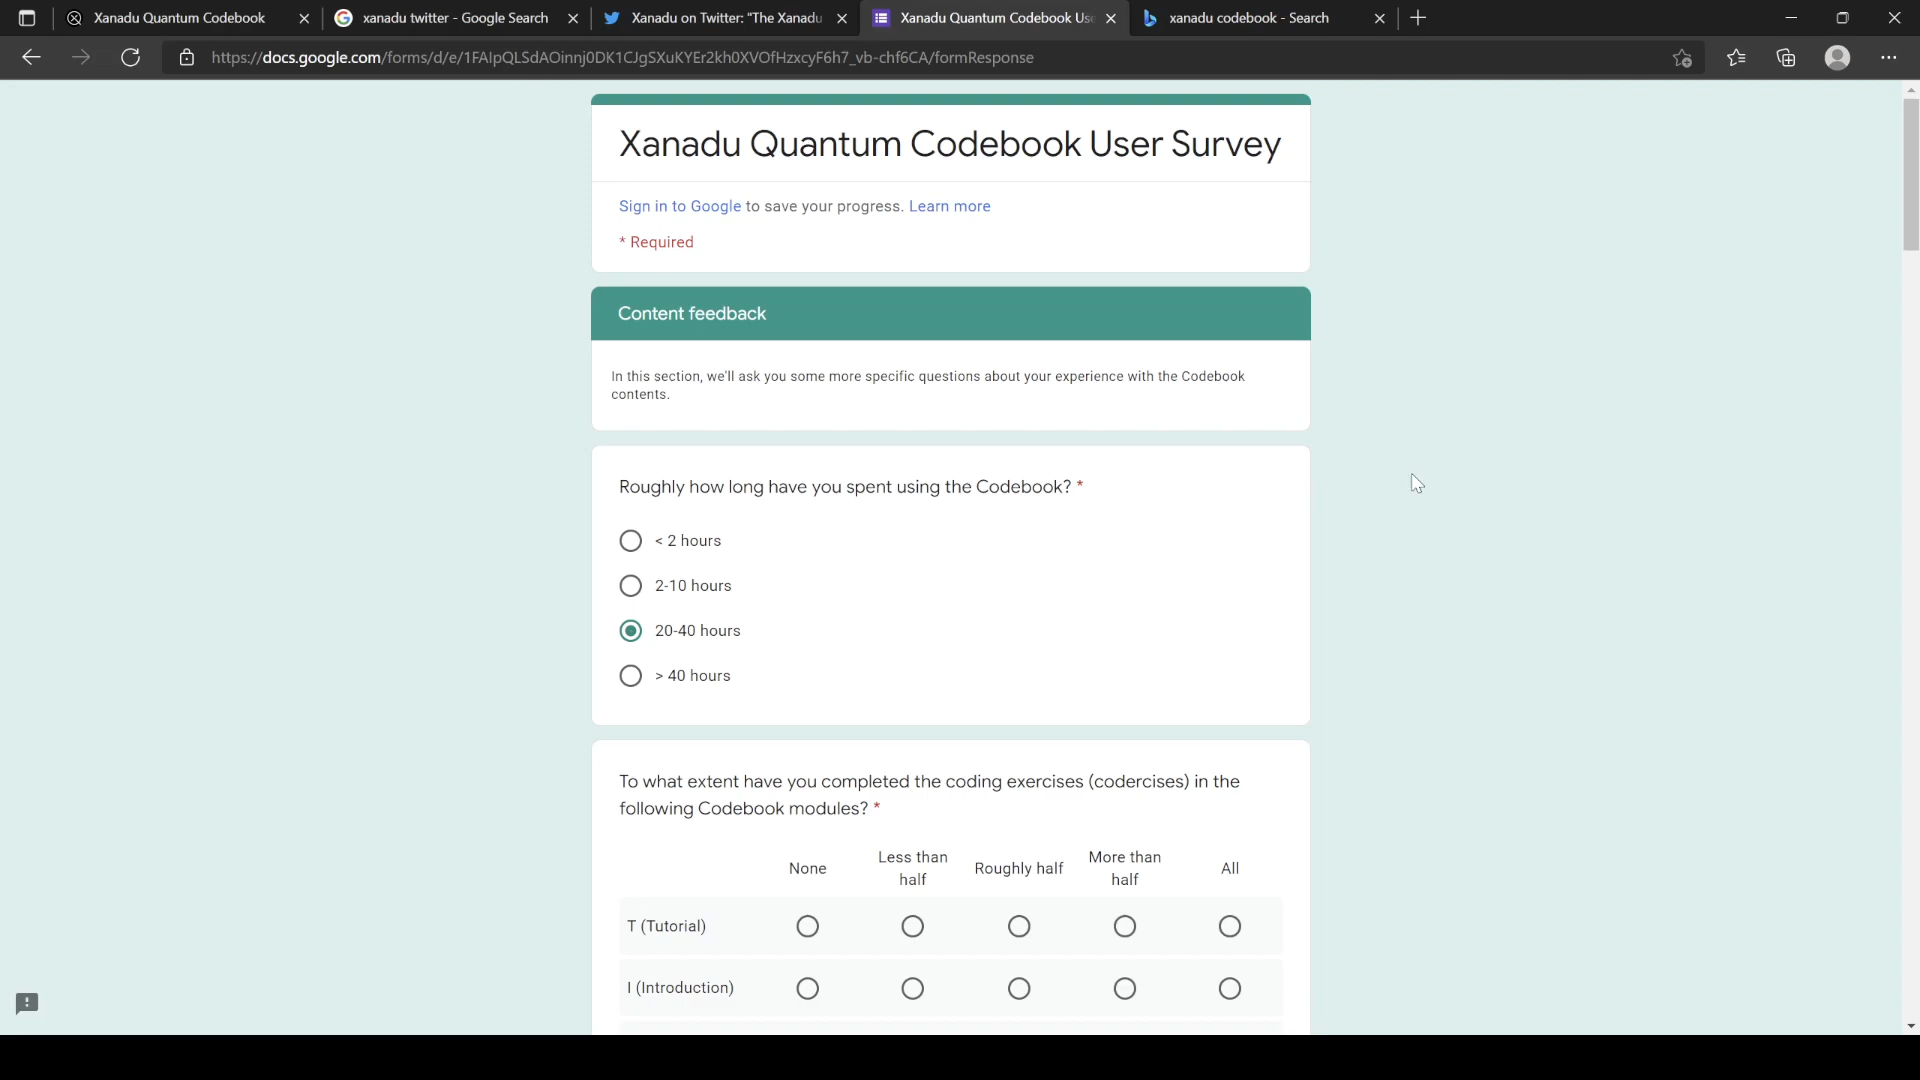 Xanadu Quantum Codebook
xanadu twitter - Google Search
Xanadu on Twitter: "The Xanadu
Xanadu Quantum Codebook Use
xanadu codebook - Search
https://docs.google.com/forms/d/e/1FAIpQLSdAOinnj0DK1CJgSXuKYEr2kh0XVOfHzxcyF6h7_vb-chf6CA/formResponse
Xanadu Quantum Codebook User Survey
Sign in to Google to save your progress. Learn more
* Required
Content feedback
In this section, we'll ask you some more specific questions about your experience with the Codebook
contents.
Roughly how long have you spent using the Codebook? *
< 2 hours
2-10 hours
20-40 hours
> 40 hours
To what extent have you completed the coding exercises (codercises) in the
following Codebook modules? *
None
Less than
half
Roughly half
More than
half
All
T (Tutorial)
I (Introduction)